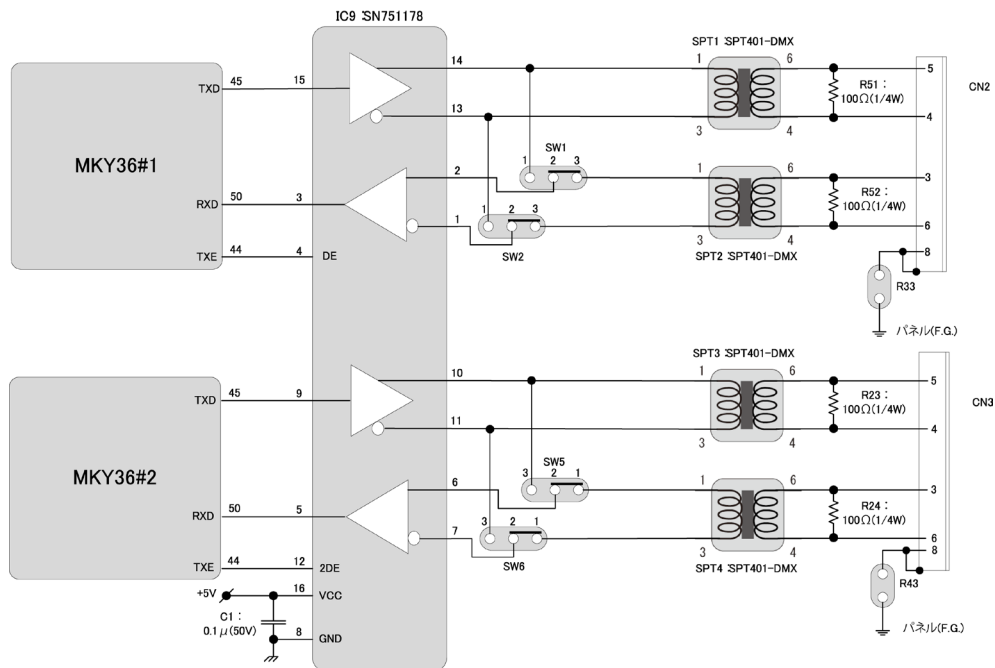 IC9 :SN751178
MKY36#1
TXD 45 15
RXD 50 3
TXE 44 4 DE
14
13
2
1
SW1
1 2 3
SW2
1 2 3
SPT1 :SPT401-DMX
1 6
3 4
SPT2 :SPT401-DMX
1 6
3 4
R51：
100Ω(1/4W)
R52：
100Ω(1/4W)
CN2
5
4
3
6
8
R33
パネル(F.G.)
MKY36#2
TXD 45 9
RXD 50 5
TXE 44 12 2DE
+5V 16 VCC
C1：
0.1μ(50V)
8 GND
10
11
6
7
SW5
3 2 1
SW6
3 2 1
SPT3 :SPT401-DMX
1 6
3 4
SPT4 :SPT401-DMX
1 6
3 4
R23：
100Ω(1/4W)
R24：
100Ω(1/4W)
CN3
5
4
3
6
8
R43
パネル(F.G.)